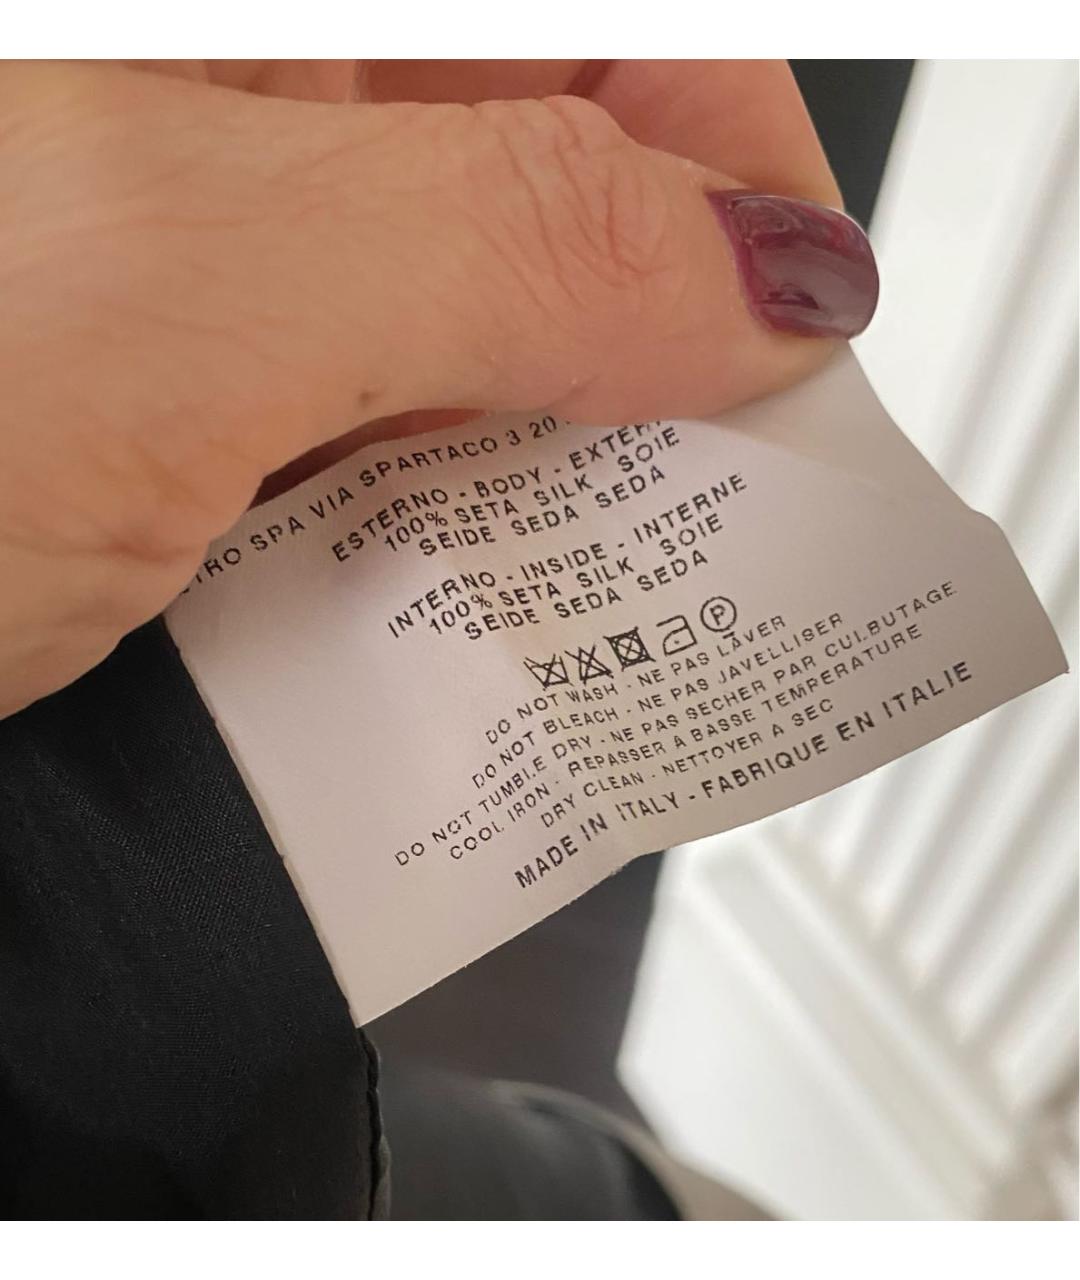 SPA VIA SPARTACO 3 20
ESTERNO - BODY -
100% SETA SILK SOIE
SEIDE SEDA SEDA
INTERNO - INSIDE - INTERNE
100% SETA SILK SOIE
SEIDE SEDA SEDA
P
DO NOT WASH - NE PAS LAVER
DO NOT BLEACH - NE PAS JAVELLISER
DO NOT TUMBLE DRY - NE PAS SECHER PAR CULBUTAGE
COOL IRON - REPASSER A BASSE TEMPERATURE
DRY CLEAN - NETTOYER A SEC
MADE IN ITALY - FABRIQUE EN ITALIE